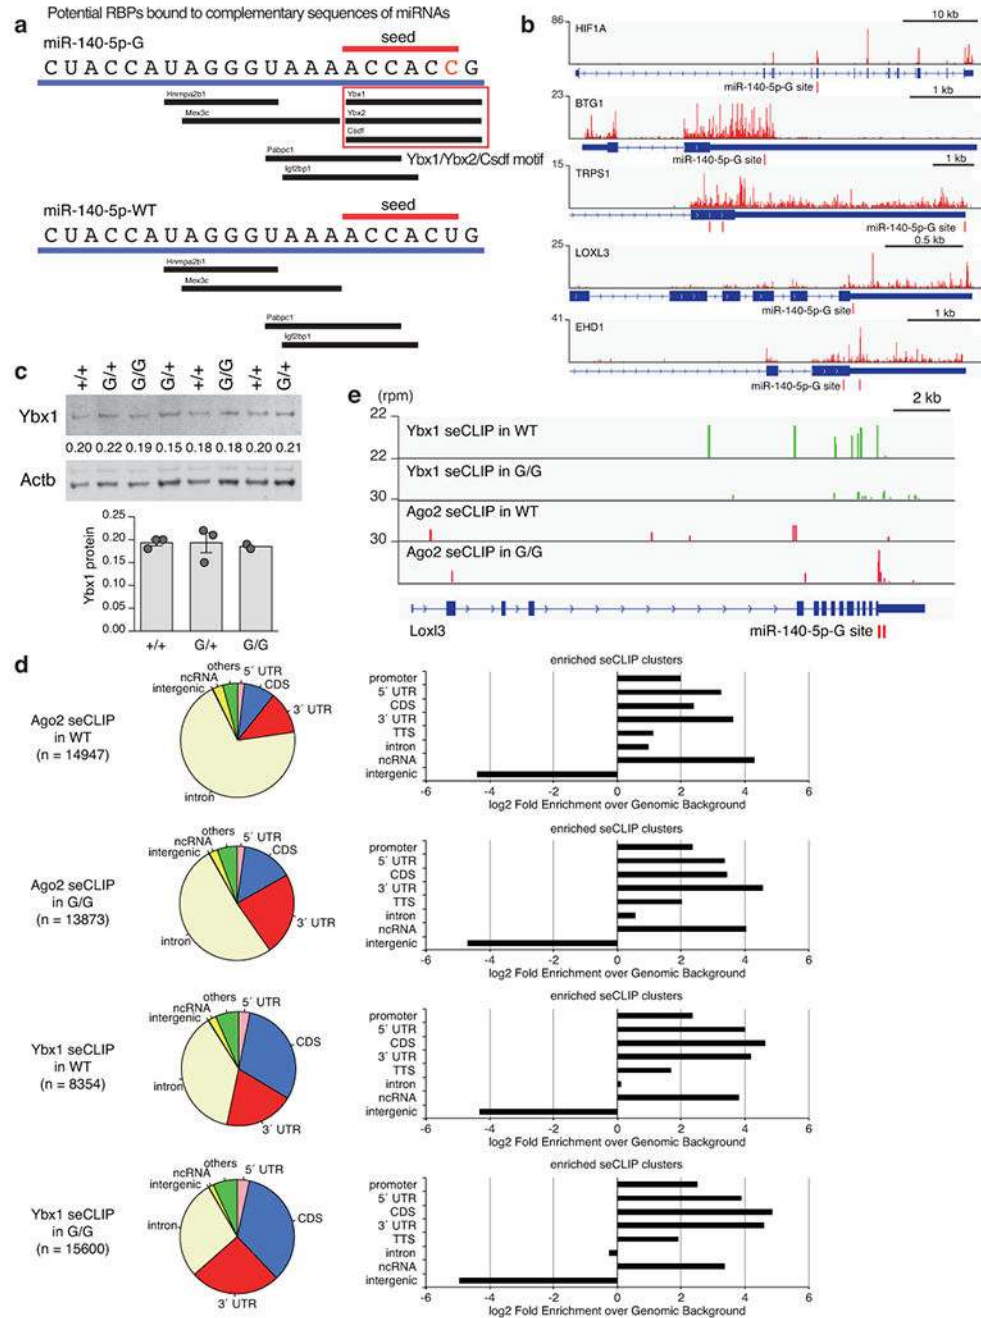 Potential RBPs bound to complementary sequences of miRNAs
a
seed
miR-140-5p-G
CUACCAUAGGGUAAAACCACCG
Hnrnpa2b1
Mex3c
Ybx1
Ybx2
Csdf
Pabpc1
Igf2bp1
Ybx1/Ybx2/Csdf motif
miR-140-5p-WT
seed
CUACCAUAGGGUAAAACCACUG
Hnrnpa2b1
Mex3c
Pabpc1
Igf2bp1
b
86
HIF1A
10 kb
miR-140-5p-G site
23
BTG1
1 kb
miR-140-5p-G site
15
TRPS1
1 kb
miR-140-5p-G site
25
LOXL3
0.5 kb
miR-140-5p-G site
41
EHD1
1 kb
miR-140-5p-G site
c
+/+ G/+ G/G G/+ +/+ G/G +/+ G/+
Ybx1
0.20 0.22 0.19 0.15 0.18 0.18 0.20 0.21
Actb
Ybx1 protein
0.25
0.20
0.15
0.10
0.05
0.00
+/+ G/+ G/G
e
(rpm)
2 kb
22
Ybx1 seCLIP in WT
22
Ybx1 seCLIP in G/G
30
Ago2 seCLIP in WT
30
Ago2 seCLIP in G/G
Loxl3
miR-140-5p-G site
d
Ago2 seCLIP
in WT
(n = 14947)
others
ncRNA
intergenic
5´ UTR
CDS
3´ UTR
intron
enriched seCLIP clusters
promoter
5´ UTR
CDS
3´ UTR
TTS
intron
ncRNA
intergenic
-6 -4 -2 0 2 4 6
log2 Fold Enrichment over Genomic Background
Ago2 seCLIP
in G/G
(n = 13873)
others
ncRNA
intergenic
5´ UTR
CDS
3´ UTR
intron
enriched seCLIP clusters
promoter
5´ UTR
CDS
3´ UTR
TTS
intron
ncRNA
intergenic
-6 -4 -2 0 2 4 6
log2 Fold Enrichment over Genomic Background
Ybx1 seCLIP
in WT
(n = 8354)
others
ncRNA
intergenic
5´ UTR
CDS
3´ UTR
intron
enriched seCLIP clusters
promoter
5´ UTR
CDS
3´ UTR
TTS
intron
ncRNA
intergenic
-6 -4 -2 0 2 4 6
log2 Fold Enrichment over Genomic Background
Ybx1 seCLIP
in G/G
(n = 15600)
others
ncRNA
intergenic
5´ UTR
CDS
3´ UTR
intron
enriched seCLIP clusters
promoter
5´ UTR
CDS
3´ UTR
TTS
intron
ncRNA
intergenic
-6 -4 -2 0 2 4 6
log2 Fold Enrichment over Genomic Background